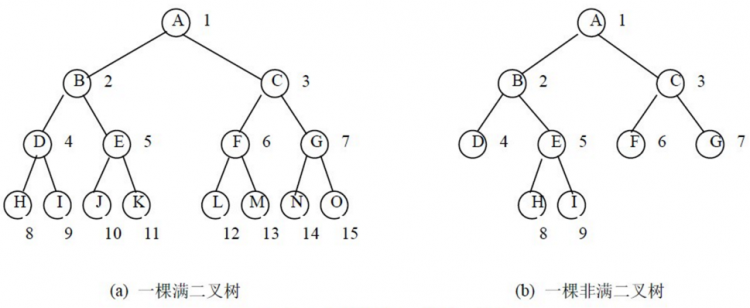 A 1 A 1
B 2 C 3 B 2 C 3
D 4 E 5 F 6 G 7 D 4 E 5 F 6 G 7
H I J K L M N O H I
8 9 10 11 12 13 14 15 8 9
(a) 一棵满二叉树 (b) 一棵非满二叉树